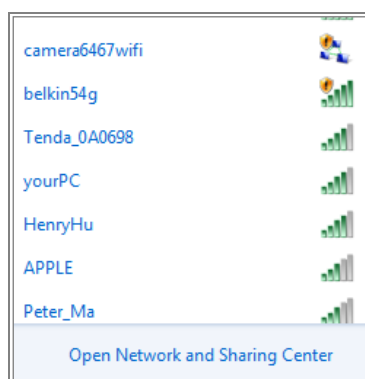 camera6467wifi
belkin54g
Tenda_0A0698
yourPC
HenryHu
APPLE
Peter_Ma
Open Network and Sharing Center